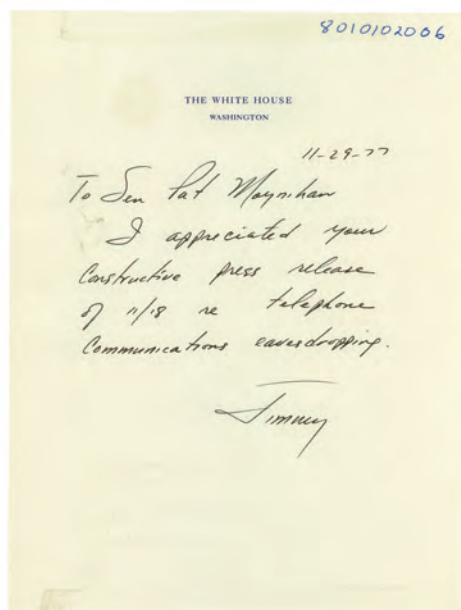 8010102006
THE WHITE HOUSE
WASHINGTON
11-29-77
To Sen Pat Moynihan
I appreciated your
constructive press release
of 11/18 re telephone
communications eavesdropping.
Jimmy